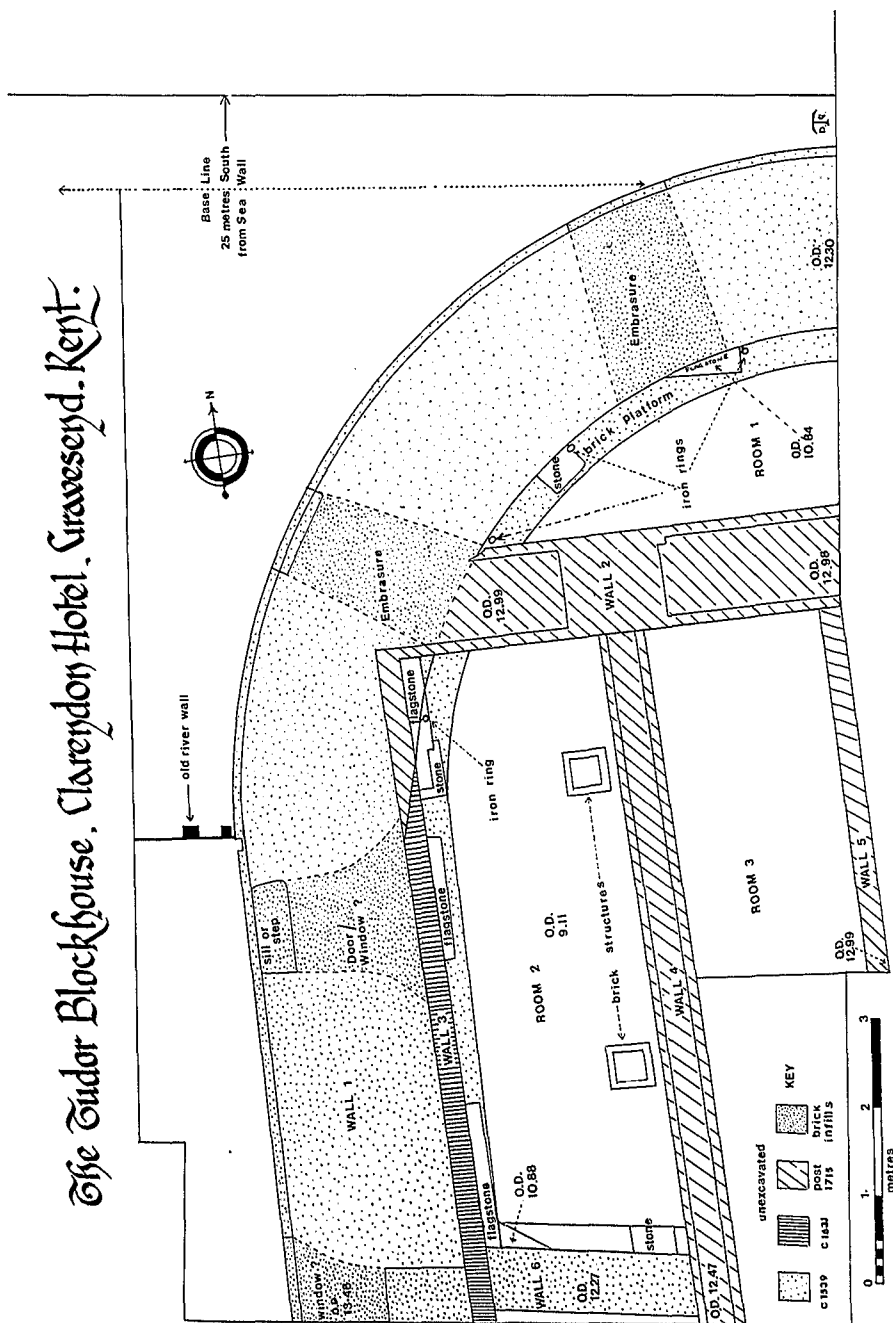 The Tudor Blockhouse, Clarendon Hotel, Gravesend, Kent.
Base Line
25 metres South
from Sea Wall
N
old river wall
Embrasure
Embrasure
O.D.
12.30
D.T.G.
FLAGSTONE
brick platform
stone
iron rings
ROOM 1
O.D.
10.84
O.D.
12.99
WALL 2
O.D.
12.98
sill or
step
Door/
Window ?
flagstone
stone
iron ring
flagstone
WALL 1
WALL 3
window ?
O.D.
13.46
flagstone
O.D.
10.88
ROOM 2
O.D.
9.11
brick structures
WALL 6
O.D.
12.27
stone
O.D. 12.47
WALL 4
ROOM 3
WALL 5
O.D.
12.99
unexcavated
KEY
c 1539
c 1633
post
1715
brick
infills
0 1 2 3
metres